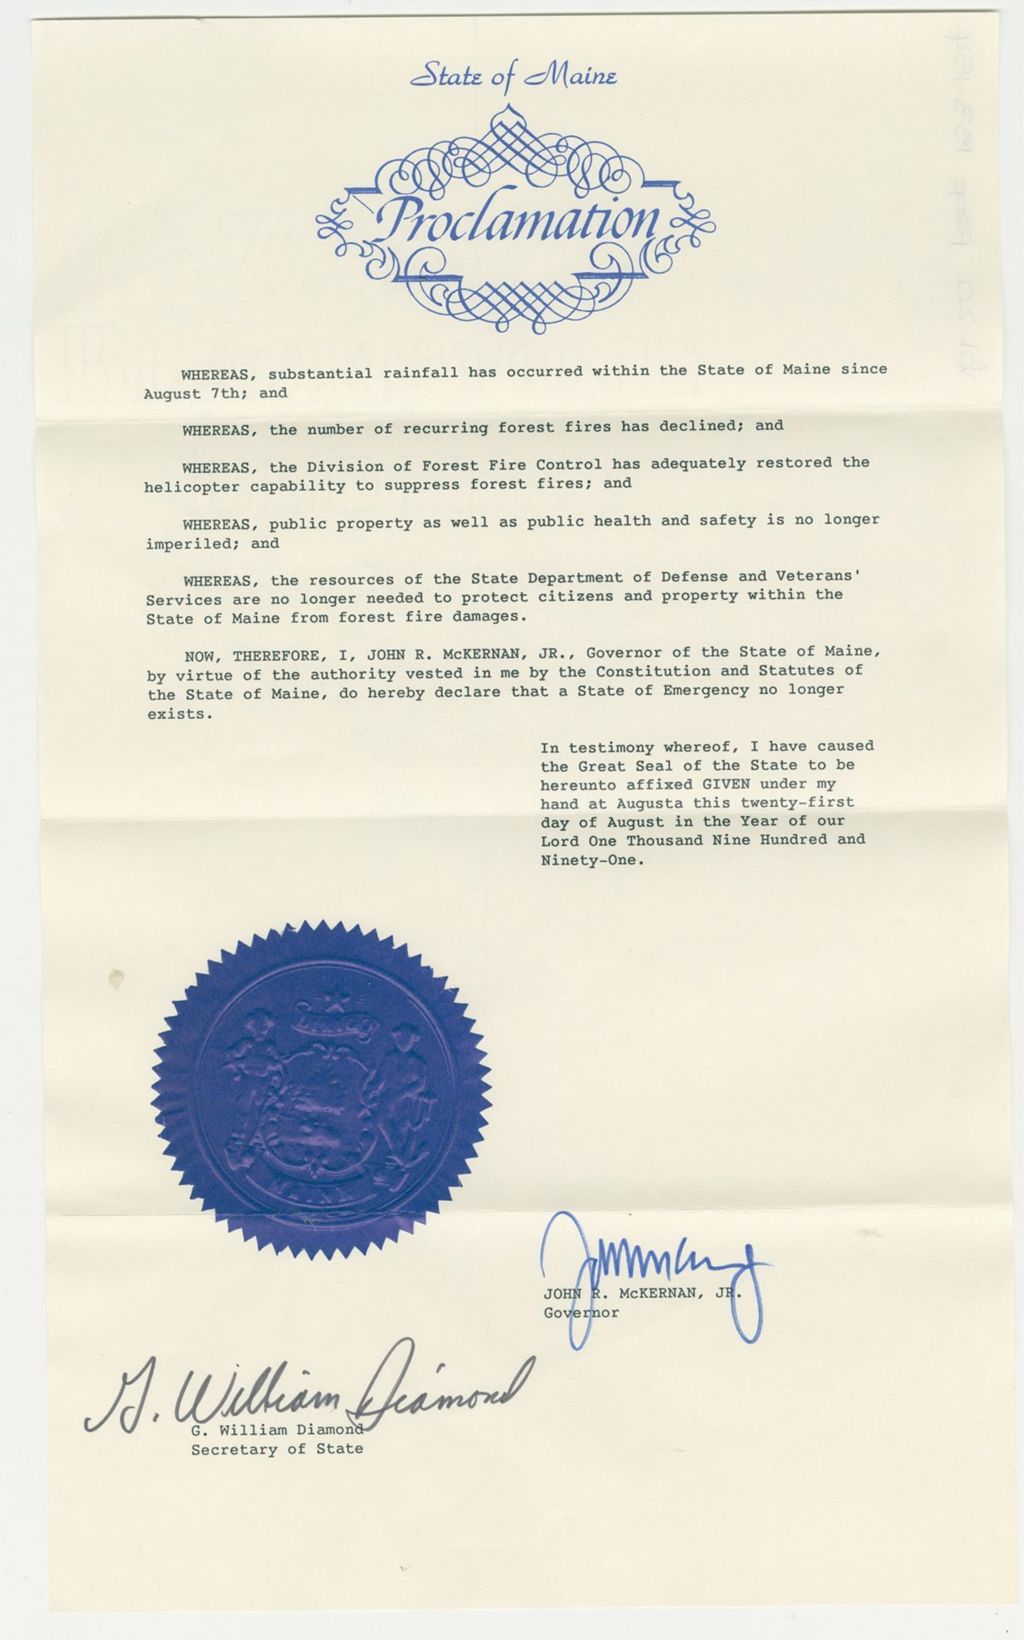 State of Maine
Proclamation
WHEREAS, substantial rainfall has occurred within the State of Maine since
August 7th; and
WHEREAS, the number of recurring forest fires has declined; and
WHEREAS, the Division of Forest Fire Control has adequately restored the
helicopter capability to suppress forest fires; and
WHEREAS, public property as well as public health and safety is no longer
imperiled; and
WHEREAS, the resources of the State Department of Defense and Veterans'
Services are no longer needed to protect citizens and property within the
State of Maine from forest fire damages.
NOW, THEREFORE, I, JOHN R. McKERNAN, JR., Governor of the State of Maine,
by virtue of the authority vested in me by the Constitution and Statutes of
the State of Maine, do hereby declare that a State of Emergency no longer
exists.
In testimony whereof, I have caused
the Great Seal of the State to be
hereunto affixed GIVEN under my
hand at Augusta this twenty-first
day of August in the Year of our
Lord One Thousand Nine Hundred and
Ninety-One.
JOHN R. McKERNAN, JR.
Governor
G. William Diamond
G. William Diamond
Secretary of State